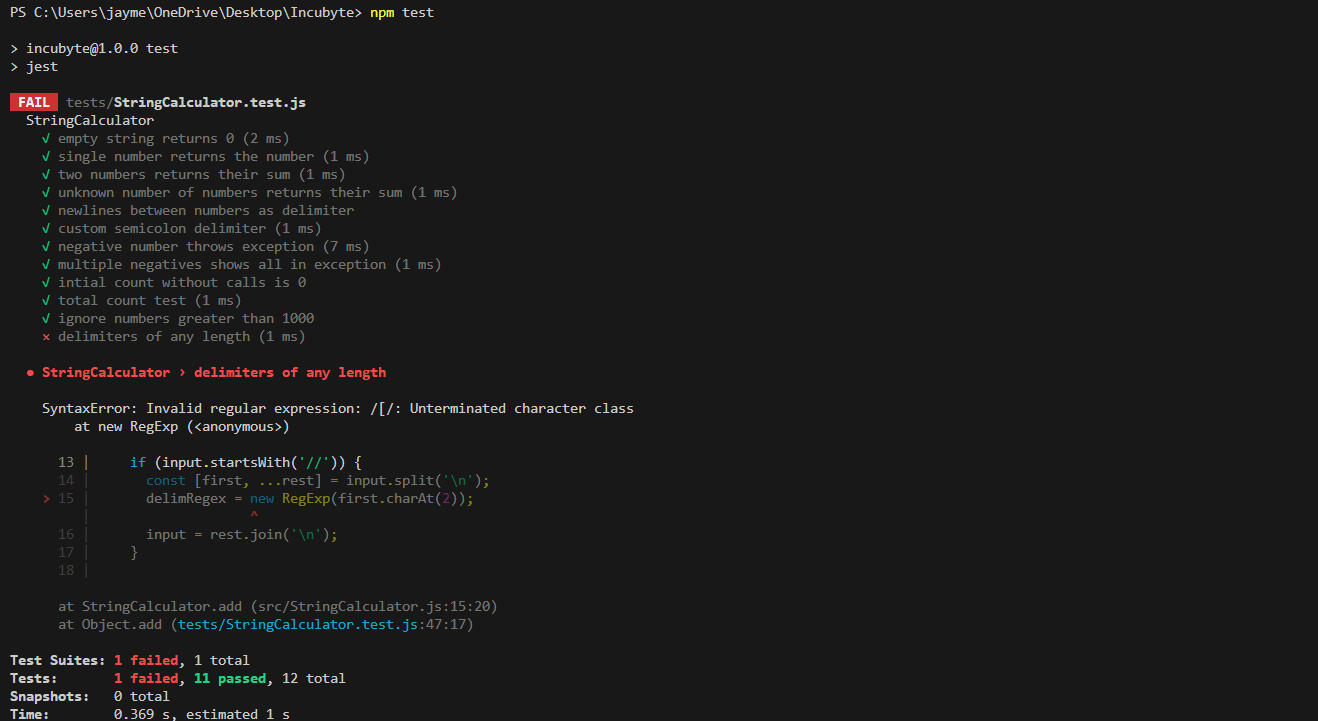 PS C:\Users\jayme\OneDrive\Desktop\Incubyte> npm test
> incubyte@1.0.0 test
> jest
FAIL tests/StringCalculator.test.js
StringCalculator
√ empty string returns 0 (2 ms)
√ single number returns the number (1 ms)
√ two numbers returns their sum (1 ms)
√ unknown number of numbers returns their sum (1 ms)
√ newlines between numbers as delimiter
√ custom semicolon delimiter (1 ms)
√ negative number throws exception (7 ms)
√ multiple negatives shows all in exception (1 ms)
√ intial count without calls is 0
√ total count test (1 ms)
√ ignore numbers greater than 1000
× delimiters of any length (1 ms)
● StringCalculator › delimiters of any length
SyntaxError: Invalid regular expression: /[/: Unterminated character class
at new RegExp (<anonymous>)
13 | if (input.startsWith('//')) {
14 | const [first, ...rest] = input.split('\n');
> 15 | delimRegex = new RegExp(first.charAt(2));
| ^
16 | input = rest.join('\n');
17 | }
18 |
at StringCalculator.add (src/StringCalculator.js:15:20)
at Object.add (tests/StringCalculator.test.js:47:17)
Test Suites: 1 failed, 1 total
Tests: 1 failed, 11 passed, 12 total
Snapshots: 0 total
Time: 0.369 s, estimated 1 s